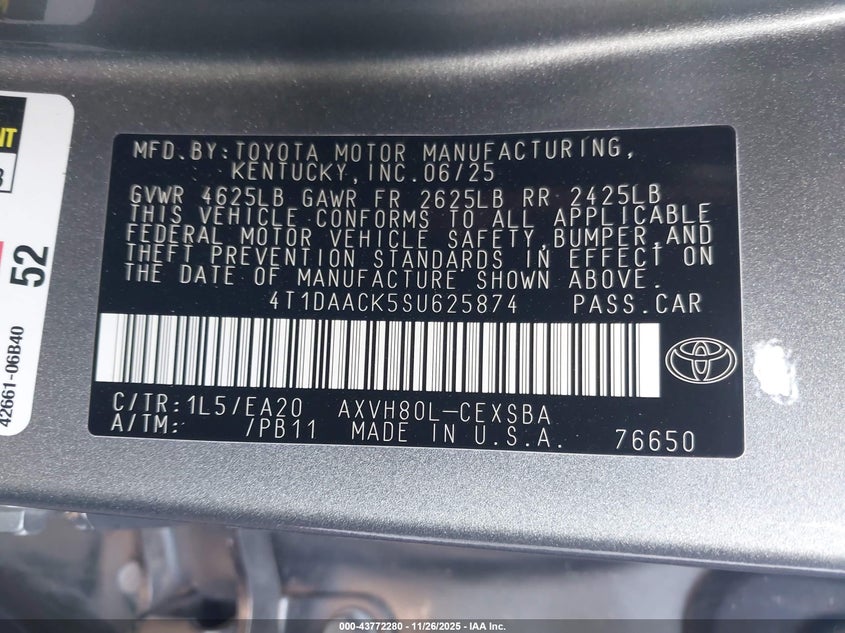 MFD.BY:TOYOTA MOTOR MANUFACTURING,
KENTUCKY,INC.06/25
GVWR 4625LB GAWR FR 2625LB RR 2425LB
THIS VEHICLE CONFORMS TO ALL APPLICABLE
FEDERAL MOTOR VEHICLE SAFETY,BUMPER,AND
THEFT PREVENTION STANDARDS IN EFFECT ON
THE DATE OF MANUFACTURE SHOWN ABOVE.
4T1DAACK5SU625874 PASS.CAR
C/TR:1L5/EA20 AXVH80L-CEXSBA
A/TM: /PB11 MADE IN U.S.A. 76650
52
42661-06B40
000-43772280 - 11/26/2025 - IAA Inc.